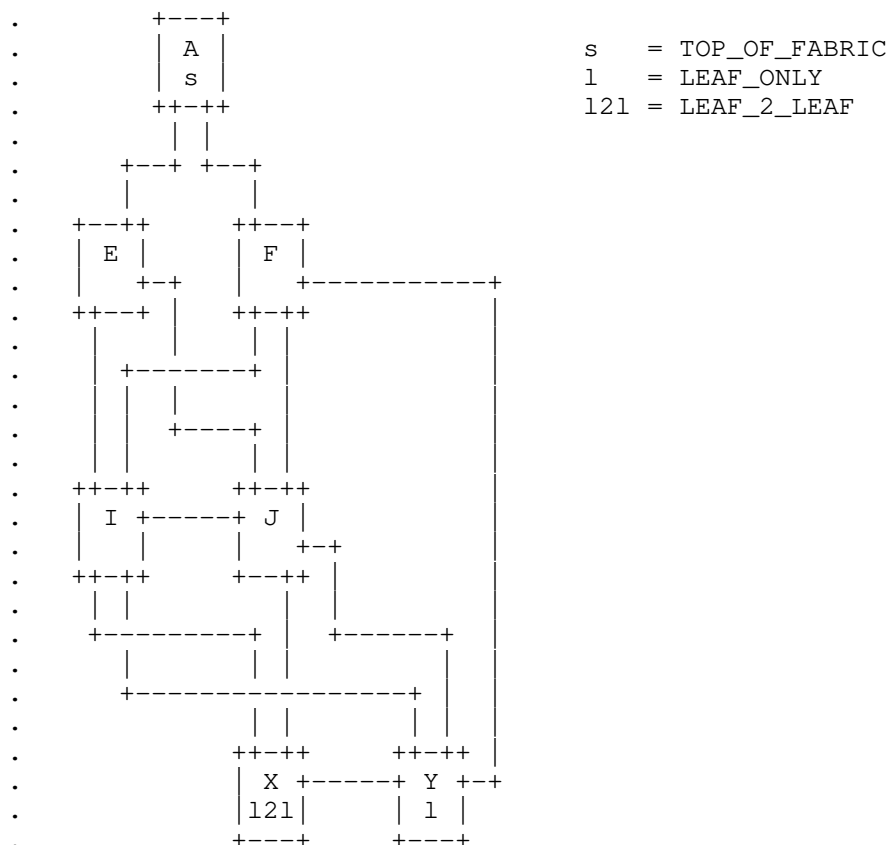 A
s
s = TOP_OF_FABRIC
l = LEAF_ONLY
l2l = LEAF_2_LEAF
E F
I J
X Y
l2l l